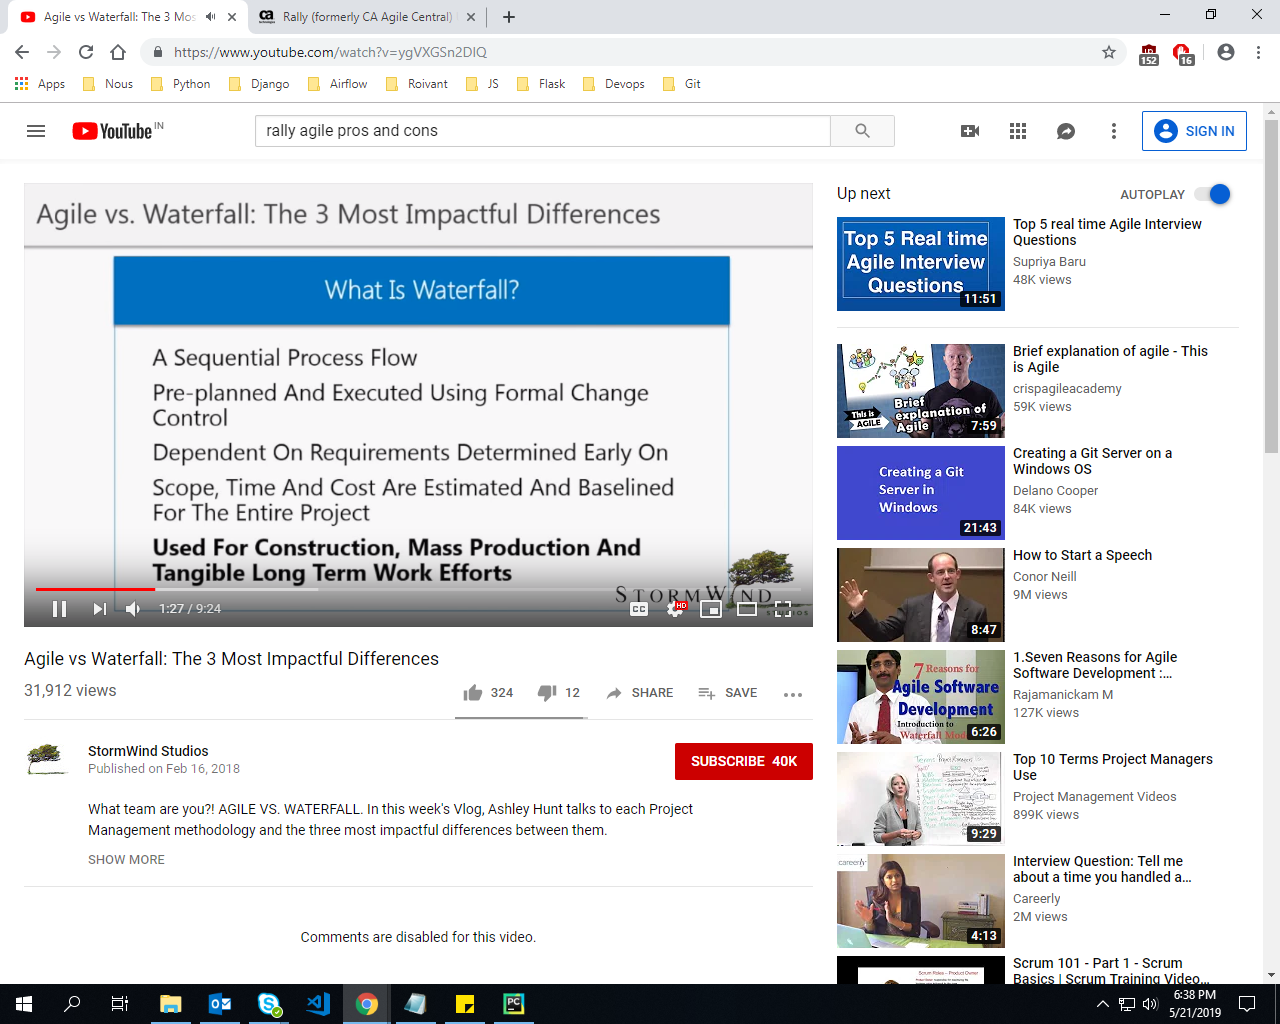 Agile vs Waterfall: The 3 Mos
Rally (formerly CA Agile Central)
https://www.youtube.com/watch?v=ygVXGSn2DIQ
152
16
Apps
Nous
Python
Django
Airflow
Roivant
JS
Flask
Devops
Git
YouTube IN
rally agile pros and cons
SIGN IN
Agile vs. Waterfall: The 3 Most Impactful Differences
What Is Waterfall?
A Sequential Process Flow
Pre-planned And Executed Using Formal Change
Control
Dependent On Requirements Determined Early On
Scope, Time And Cost Are Estimated And Baselined
For The Entire Project
Used For Construction, Mass Production And
Tangible Long Term Work Efforts
STORMWIND
STUDIOS
1:27 / 9:24
CC
HD
Agile vs Waterfall: The 3 Most Impactful Differences
31,912 views
324
12
SHARE
SAVE
StormWind Studios
Published on Feb 16, 2018
SUBSCRIBE 40K
What team are you?! AGILE VS. WATERFALL. In this week's Vlog, Ashley Hunt talks to each Project
Management methodology and the three most impactful differences between them.
SHOW MORE
Comments are disabled for this video.
Up next
AUTOPLAY
Top 5 Real time
Agile Interview
Questions
11:51
Top 5 real time Agile Interview
Questions
Supriya Baru
48K views
This is
AGILE
Brief
explanation of
Agile
7:59
Brief explanation of agile - This
is Agile
crispagileacademy
59K views
Creating a Git
Server in
Windows
21:43
Creating a Git Server on a
Windows OS
Delano Cooper
84K views
8:47
How to Start a Speech
Conor Neill
9M views
7 Reasons for
Agile Software
Development
Introduction to
Waterfall Mod
6:26
1.Seven Reasons for Agile
Software Development :...
Rajamanickam M
127K views
9:29
Top 10 Terms Project Managers
Use
Project Management Videos
899K views
careerly
4:13
Interview Question: Tell me
about a time you handled a...
Careerly
2M views
Scrum Roles – Product Owner
Scrum 101 - Part 1 - Scrum
Basics | Scrum Training Video...
6:38 PM
5/21/2019